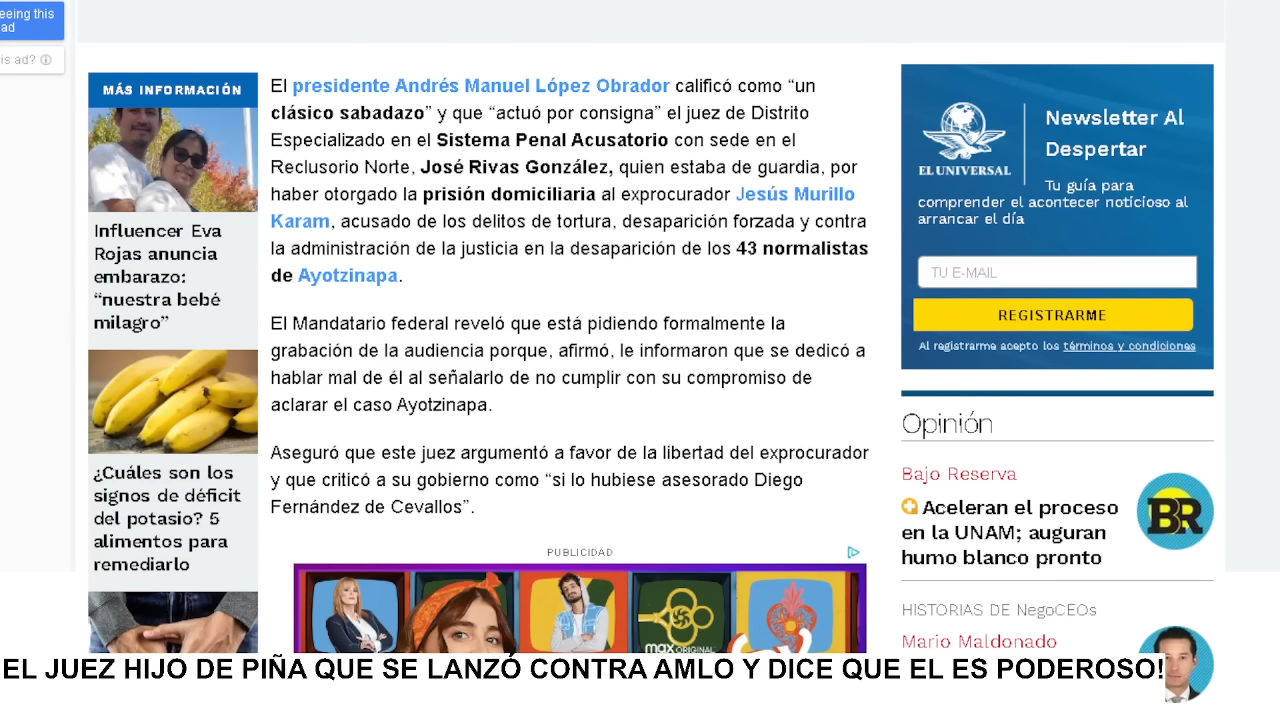 eeing this
ad
is ad?
MÁS INFORMACIÓN
Influencer Eva
Rojas anuncia
embarazo:
“nuestra bebé
milagro”
¿Cuáles son los
signos de déficit
del potasio? 5
alimentos para
remediarlo
El presidente Andrés Manuel López Obrador calificó como “un
clásico sabadazo” y que “actuó por consigna” el juez de Distrito
Especializado en el Sistema Penal Acusatorio con sede en el
Reclusorio Norte, José Rivas González, quien estaba de guardia, por
haber otorgado la prisión domiciliaria al exprocurador Jesús Murillo
Karam, acusado de los delitos de tortura, desaparición forzada y contra
la administración de la justicia en la desaparición de los 43 normalistas
de Ayotzinapa.
El Mandatario federal reveló que está pidiendo formalmente la
grabación de la audiencia porque, afirmó, le informaron que se dedicó a
hablar mal de él al señalarlo de no cumplir con su compromiso de
aclarar el caso Ayotzinapa.
Aseguró que este juez argumentó a favor de la libertad del exprocurador
y que criticó a su gobierno como “si lo hubiese asesorado Diego
Fernández de Cevallos”.
PUBLICIDAD
max ORIGINAL
EL UNIVERSAL
Newsletter Al
Despertar
Tu guía para
comprender el acontecer noticioso al
arrancar el día
TU E-MAIL
REGISTRARME
Al registrarme acepto los términos y condiciones
Opinión
Bajo Reserva
Aceleran el proceso
en la UNAM; auguran
humo blanco pronto
BR
HISTORIAS DE NegoCEOs
Mario Maldonado
EL JUEZ HIJO DE PIÑA QUE SE LANZÓ CONTRA AMLO Y DICE QUE EL ES PODEROSO!